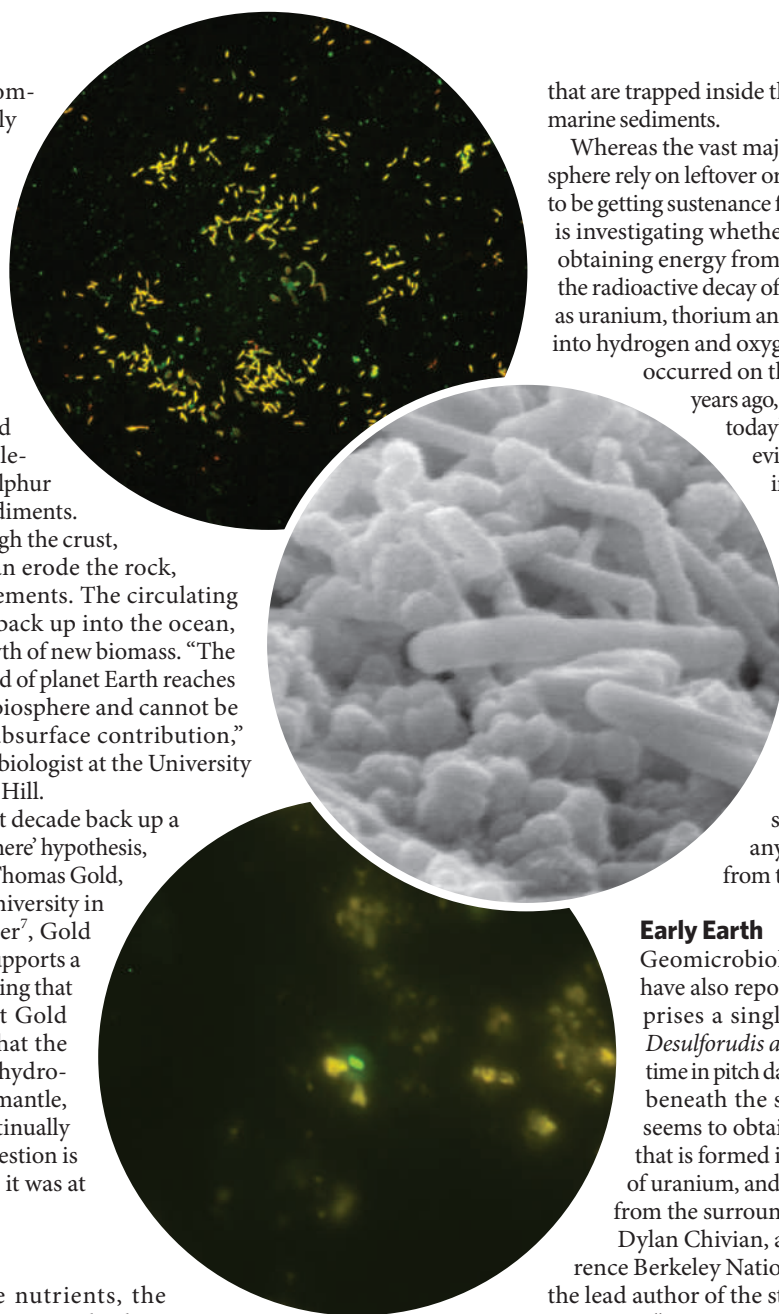 om-
ly
d
le-
lphur
diments.
gh the crust,
an erode the rock,
ements. The circulating
back up into the ocean,
th of new biomass. “The
d of planet Earth reaches
biosphere and cannot be
bsurface contribution,”
biologist at the University
Hill.
t decade back up a
here’ hypothesis,
Thomas Gold,
niversity in
er7, Gold
pports a
ing that
t Gold
hat the
hydro-
mantle,
tinually
estion is
it was at
e nutrients, the
that are trapped inside th
marine sediments.
Whereas the vast maj
sphere rely on leftover or
to be getting sustenance f
is investigating whethe
obtaining energy from
the radioactive decay of
as uranium, thorium an
into hydrogen and oxyg
occurred on th
years ago,
today
evi
i
s
any
from t
Early Earth
Geomicrobiol
have also repo
prises a singl
Desulforudis a
time in pitch da
beneath the s
seems to obtai
that is formed i
of uranium, and
from the surroun
Dylan Chivian, a
rence Berkeley Natio
the lead author of the st